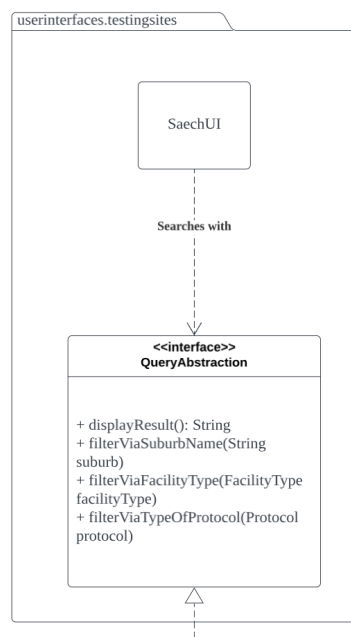 userinterfaces.testingsites
SaechUI
Searches with
<<interface>>
QueryAbstraction
+ displayResult(): String
+ filterViaSuburbName(String
suburb)
+ filterViaFacilityType(FacilityType
facilityType)
+ filterViaTypeOfProtocol(Protocol
protocol)